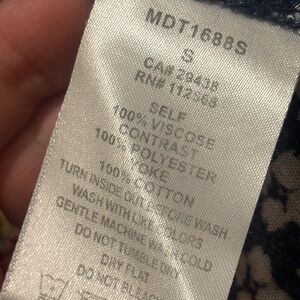 MDT1688S
S
CA# 29438
RN# 112568
SELF
100% VISCOSE
CONTRAST
100% POLYESTER
YOKE
100% COTTON
TURN INSIDE OUT BEFORE WASH
WASH WITH LIKE COLORS
GENTLE MACHINE WASH COLD
DO NOT TUMBLE DRY
DRY FLAT
DO NOT BLEACH